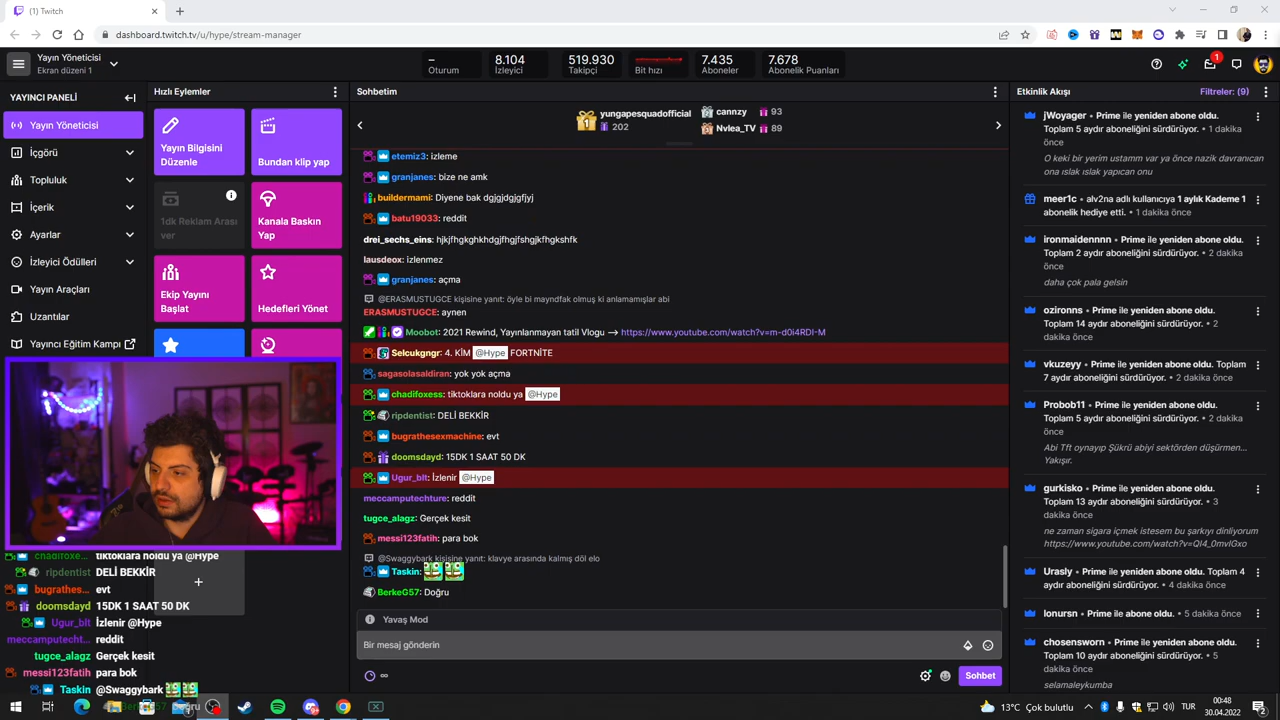 (1) Twitch
dashboard.twitch.tv/u/hype/stream-manager
Yayın Yöneticisi
Ekran düzeni 1
–
Oturum
8.104
İzleyici
519.930
Takipçi
Bit hızı
7.435
Aboneler
7.678
Abonelik Puanları
1
YAYINCI PANELİ
Yayın Yöneticisi
İçgörü
Topluluk
İçerik
Ayarlar
İzleyici Ödülleri
Yayın Araçları
Uzantılar
Yayıncı Eğitim Kampı
Hızlı Eylemler
Yayın Bilgisini
Düzenle
Bundan klip yap
1dk Reklam Arası
ver
Kanala Baskın
Yap
Ekip Yayını
Başlat
Hedefleri Yönet
Sohbetim
1
yungapesquadofficial
202
cannzy 93
Nvlea_TV 89
etemiz3: izleme
granjanes: bize ne amk
buildermami: Diyene bak dgjgjdgjgfjyj
batu19033: reddit
drei_sechs_eins: hjkjfhgkghkhdgjfhgjfshgjkfhgkshfk
lausdeox: izlenmez
granjanes: açma
@ERASMUSTUGCE kişisine yanıt: öyle bi mayndfak olmuş ki anlamamışlar abi
ERASMUSTUGCE: aynen
Moobot: 2021 Rewind, Yayınlanmayan tatil Vlogu --> https://www.youtube.com/watch?v=m-d0i4RDI-M
Selcukgngr: 4. KİM @Hype FORTNİTE
sagasolasaldiran: yok yok açma
chadifoxess: tiktoklara noldu ya @Hype
ripdentist: DELİ BEKKİR
bugrathesexmachine: evt
doomsdayd: 15DK 1 SAAT 50 DK
Ugur_blt: İzlenir @Hype
meccamputechture: reddit
tugce_alagz: Gerçek kesit
messi123fatih: para bok
@Swaggybark kişisine yanıt: klavye arasında kalmış döl elo
Taskin:
BerkeG57: Doğru
Yavaş Mod
Bir mesaj gönderin
∞
Sohbet
Etkinlik Akışı
Filtreler: (9)
jWoyager • Prime ile yeniden abone oldu.
Toplam 5 aydır aboneliğini sürdürüyor. • 1 dakika
önce
O keki bir yerim ustamm var ya önce nazik davranıcan
ona ıslak ıslak yapıcan onu
meer1c • alv2na adlı kullanıcıya 1 aylık Kademe 1
abonelik hediye etti. • 1 dakika önce
ironmaidennnn • Prime ile yeniden abone oldu.
Toplam 2 aydır aboneliğini sürdürüyor. • 2 dakika
önce
daha çok pala gelsin
ozironns • Prime ile yeniden abone oldu.
Toplam 14 aydır aboneliğini sürdürüyor. • 2
dakika önce
vkuzeyy • Prime ile yeniden abone oldu. Toplam
7 aydır aboneliğini sürdürüyor. • 2 dakika önce
Probob11 • Prime ile yeniden abone oldu.
Toplam 5 aydır aboneliğini sürdürüyor. • 2 dakika
önce
Abi Tft oynayıp Şükrü abiyi sektörden düşürmen...
Yakışır.
gurkisko • Prime ile yeniden abone oldu.
Toplam 13 aydır aboneliğini sürdürüyor. • 3
dakika önce
ne zaman sigara içmek istesem bu şarkıyı dinliyorum
Urasly • Prime ile yeniden abone oldu. Toplam 4
aydır aboneliğini sürdürüyor. • 4 dakika önce
lonursn • Prime ile abone oldu. • 5 dakika önce
chosensworn • Prime ile yeniden abone oldu.
Toplam 10 aydır aboneliğini sürdürüyor. • 5
dakika önce
selamaleykumba
chadifoxe... tiktoklara noldu ya @Hype
ripdentist DELİ BEKKİR
bugrathes... evt
doomsdayd 15DK 1 SAAT 50 DK
Ugur_blt İzlenir @Hype
meccamputecht... reddit
tugce_alagz Gerçek kesit
messi123fatih para bok
Taskin @Swaggybark
BerkeG57 Doğru
13°C Çok bulutlu
TUR
00:48
30.04.2022
2